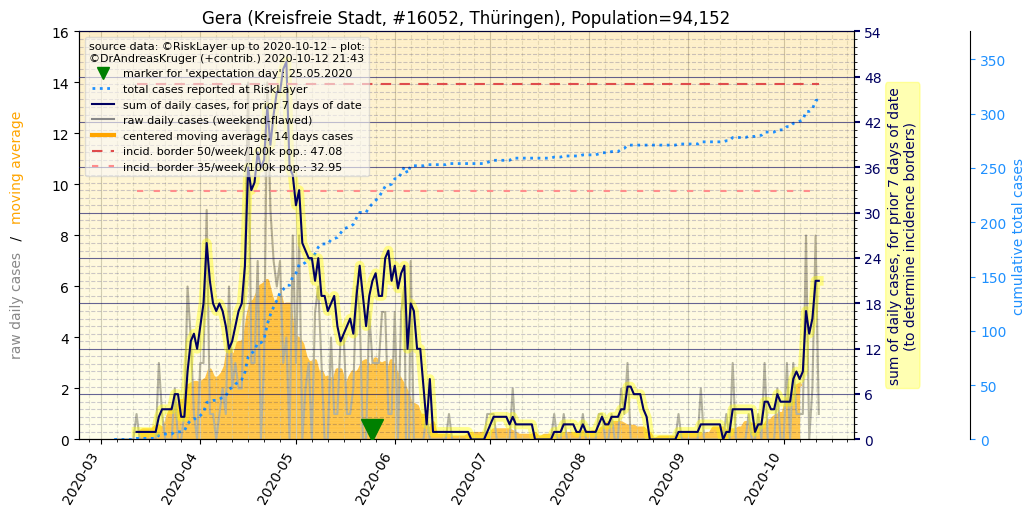 Gera (Kreisfreie Stadt, #16052, Thüringen), Population=94,152
source data: ©RiskLayer up to 2020-10-12 – plot:
©DrAndreasKruger (+contrib.) 2020-10-12 21:43
marker for 'expectation day': 25.05.2020
total cases reported at RiskLayer
sum of daily cases, for prior 7 days of date
raw daily cases (weekend-flawed)
centered moving average, 14 days cases
incid. border 50/week/100k pop.: 47.08
incid. border 35/week/100k pop.: 32.95
raw daily cases / moving average
16
14
12
10
8
6
4
2
0
54
48
42
36
30
24
18
12
6
0
sum of daily cases, for prior 7 days of date
(to determine, incidence borders)
350
300
250
200
150
100
50
0
cumulative total cases
2020-03
2020-04
2020-05
2020-06
2020-07
2020-08
2020-09
2020-10